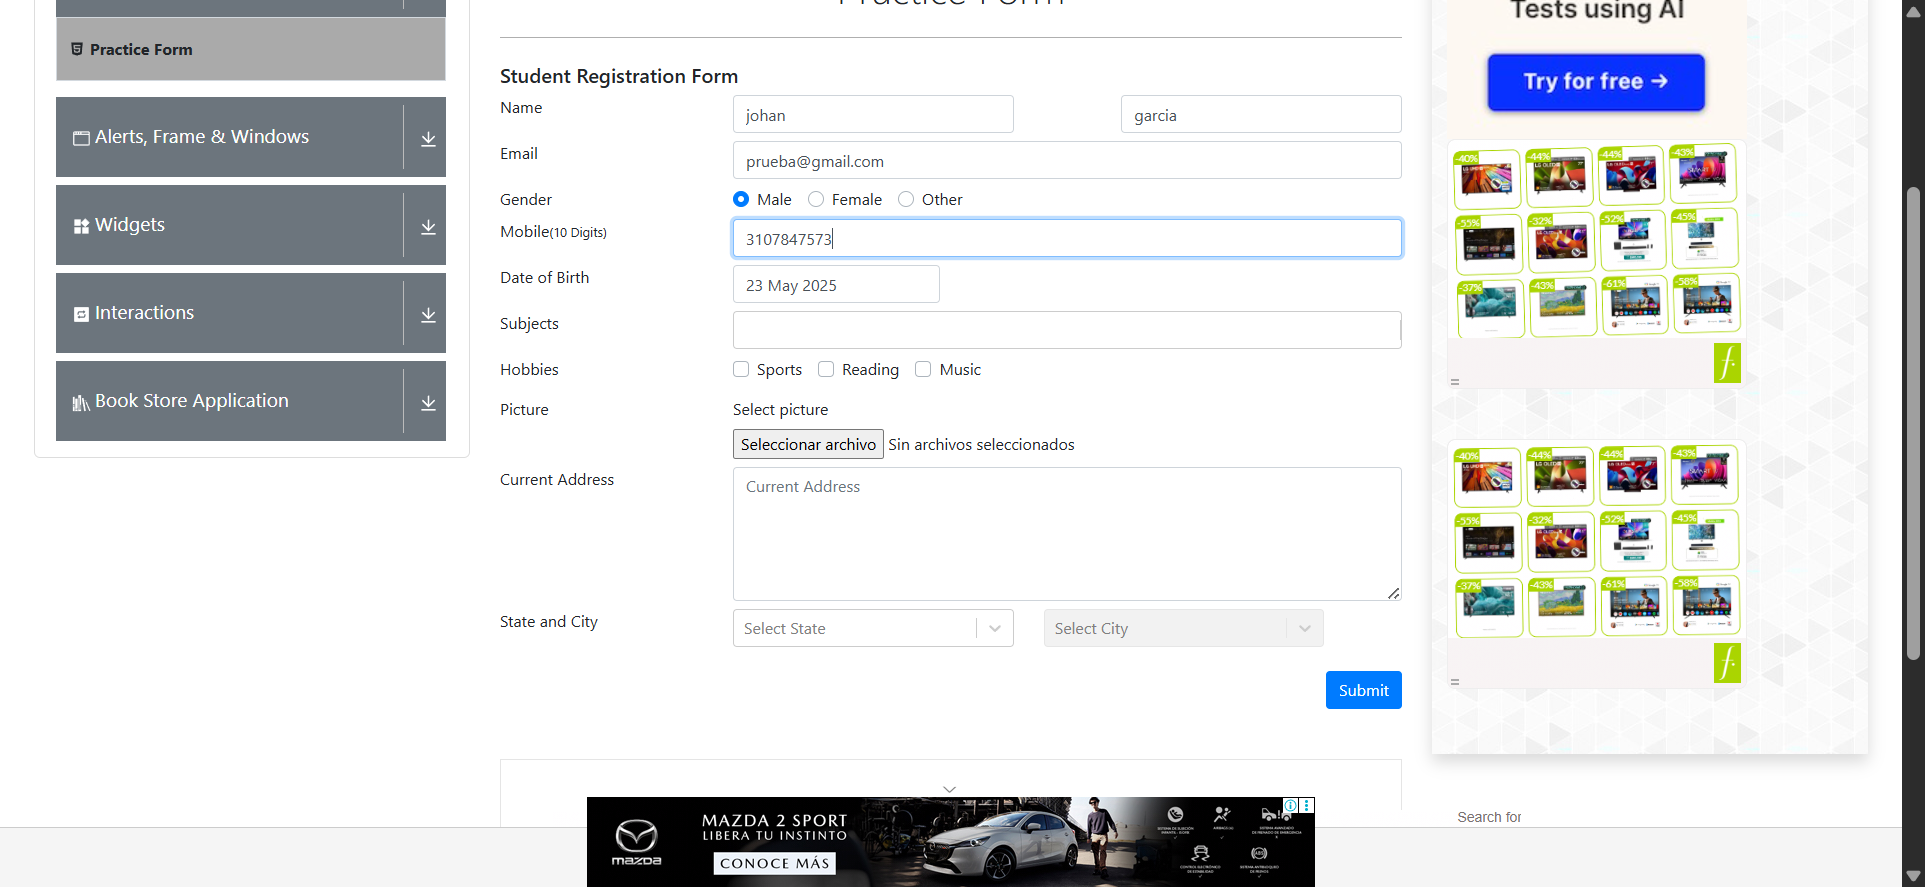 Practice Form
Practice Form
Alerts, Frame & Windows
Widgets
Interactions
Book Store Application
Student Registration Form
Name
johan
garcia
Email
prueba@gmail.com
Gender
Male
Female
Other
Mobile(10 Digits)
3107847573
Date of Birth
23 May 2025
Subjects
Hobbies
Sports
Reading
Music
Picture
Select picture
Seleccionar archivo
Sin archivos seleccionados
Current Address
Current Address
State and City
Select State
Select City
Submit
Tests using AI
Try for free →
-40%
-44%
-44%
-43%
-55%
-32%
-52%
-45%
-37%
-43%
-61%
-58%
f.
-40%
-44%
-44%
-43%
-55%
-32%
-52%
-45%
-37%
-43%
-61%
-58%
f.
Search for
mazda
MAZDA 2 SPORT
LIBERA TU INSTINTO
CONOCE MÁS